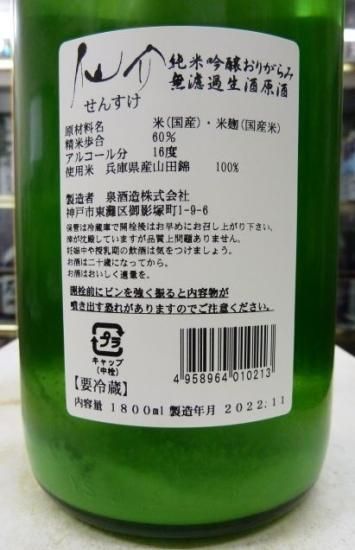 仙介 純米吟醸おりがらみ
せんすけ 無濾過生酒原酒
原材料名 米(国産)・米麹(国産米)
精米歩合 60%
アルコール分 16度
使用米 兵庫県産山田錦 100%
製造者 泉酒造株式会社
神戸市東灘区御影塚町1-9-6
保管は冷蔵庫で開栓後はお早めにお召し上がり下さい。
滓が沈殿していますが品質上問題ありません。
妊娠中や授乳期の飲酒は気をつけましょう。
お酒は二十歳になってから。
お酒はおいしく適量を。
開栓前にビンを強く振ると内容物が
噴き出す恐れがありますのでご注意ください。
プラ
キャップ
(中栓)
【要冷蔵】
4 958964 010213
内容量 1800ml 製造年月 2022.11